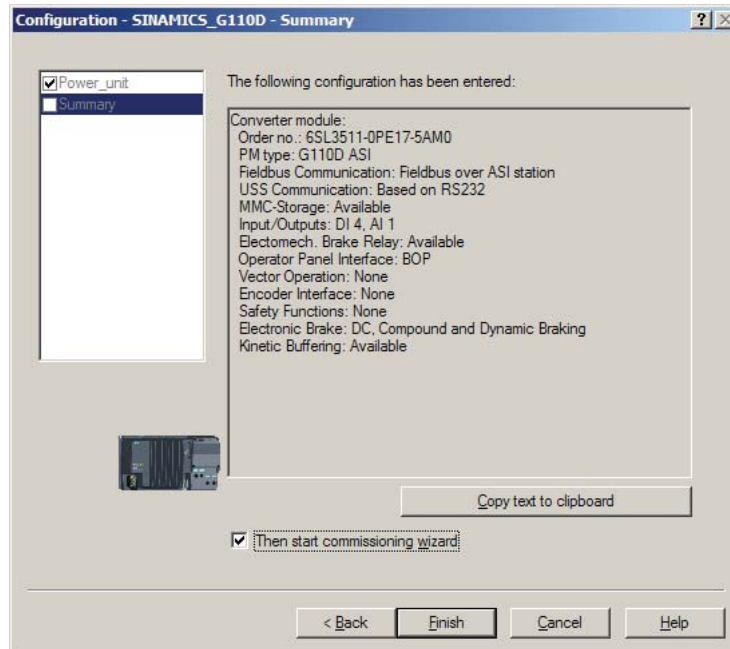 Configuration - SINAMICS_G110D - Summary
Power_unit
Summary
The following configuration has been entered:
Converter module:
Order no.: 6SL3511-0PE17-5AM0
PM type: G110D ASI
Fieldbus Communication: Fieldbus over ASI station
USS Communication: Based on RS232
MMC-Storage: Available
Input/Outputs: DI 4, AI 1
Electomech. Brake Relay: Available
Operator Panel Interface: BOP
Vector Operation: None
Encoder Interface: None
Safety Functions: None
Electronic Brake: DC, Compound and Dynamic Braking
Kinetic Buffering: Available
Copy text to clipboard
Then start commissioning wizard
< Back Finish Cancel Help